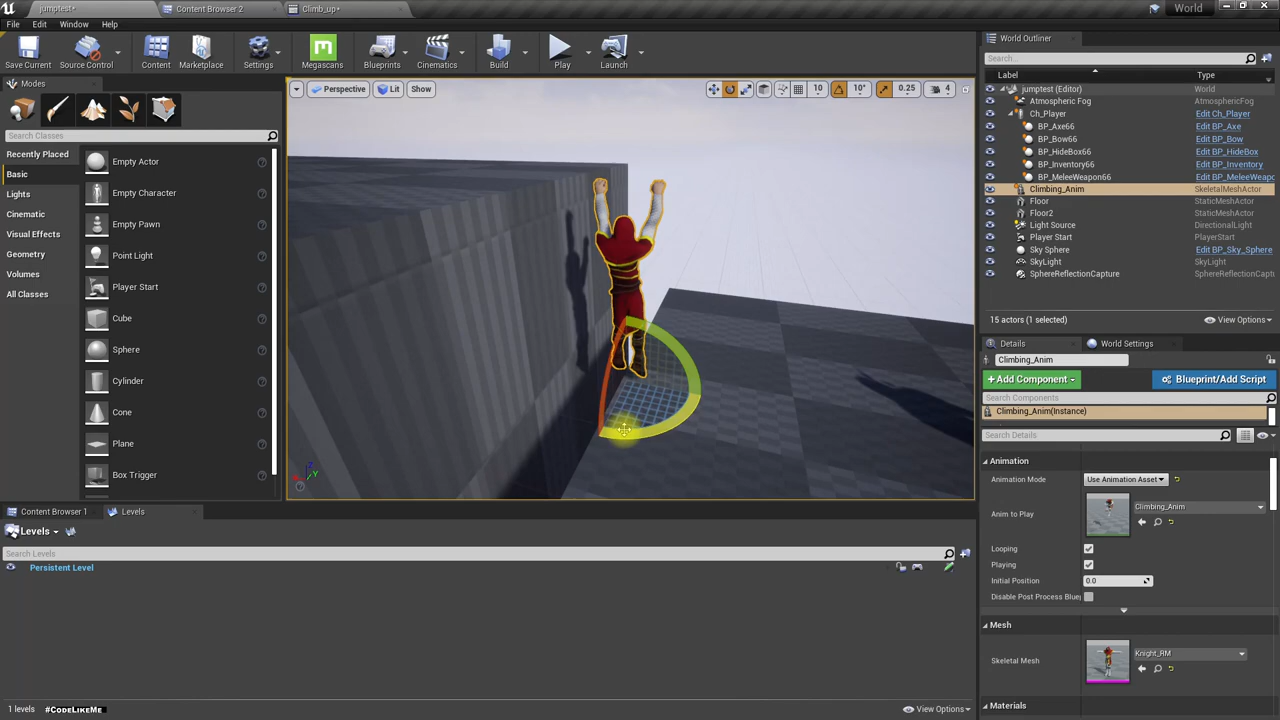 jumptest*
Content Browser 2
Climb_up*
World
File
Edit
Window
Help
Save Current
Source Control
Content
Marketplace
Settings
Megascans
Blueprints
Cinematics
Build
Play
Launch
Modes
Search Classes
Recently Placed
Basic
Lights
Cinematic
Visual Effects
Geometry
Volumes
All Classes
Empty Actor
Empty Character
Empty Pawn
Point Light
Player Start
Cube
Sphere
Cylinder
Cone
Plane
Box Trigger
Perspective
Lit
Show
10
10°
0.25
4
World Outliner
Search...
Label
Type
jumptest (Editor)
World
Atmospheric Fog
AtmosphericFog
Ch_Player
Edit Ch_Player
BP_Axe66
Edit BP_Axe
BP_Bow66
Edit BP_Bow
BP_HideBox66
Edit BP_HideBox
BP_Inventory66
Edit BP_Inventory
BP_MeleeWeapon66
Edit BP_MeleeWeapo
Climbing_Anim
SkeletalMeshActor
Floor
StaticMeshActor
Floor2
StaticMeshActor
Light Source
DirectionalLight
Player Start
PlayerStart
Sky Sphere
Edit BP_Sky_Sphere
SkyLight
SkyLight
SphereReflectionCapture
SphereReflectionCaptu
15 actors (1 selected)
View Options
Details
World Settings
Climbing_Anim
+Add Component
Blueprint/Add Script
Search Components
Climbing_Anim(Instance)
Search Details
Animation
Animation Mode
Use Animation Asset
Anim to Play
Climbing_Anim
Looping
Playing
Initial Position
0.0
Disable Post Process Bluep
Mesh
Skeletal Mesh
Knight_RM
Materials
Content Browser 1
Levels
Levels
Search Levels
Persistent Level
1 levels
#CodeLikeMe
View Options